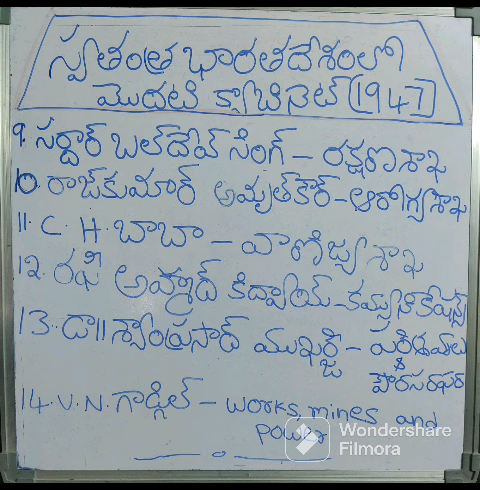 స్వతంత్ర భారతదేశంలో
మొదటి క్యాబినెట్ (1947)
9. సర్దార్ బల్‌దేవ్ సింగ్ – రక్షణశాఖ
10. రాజ్‌కుమార్ అమృత్‌కౌర్ – ఆరోగ్యశాఖ
11. C. H. బాబా – వాణిజ్యశాఖ
12. రఫీ అహ్మద్ కిద్వాయ్ – కమ్యూనికేషన్స్
13. డా॥ శ్యాంప్రసాద్ ముఖర్జీ – పరిశ్రమలు
&
పౌరసరఫర
14. V. N. గాడ్గిల్ – works, mines and
power
Wondershare
Filmora